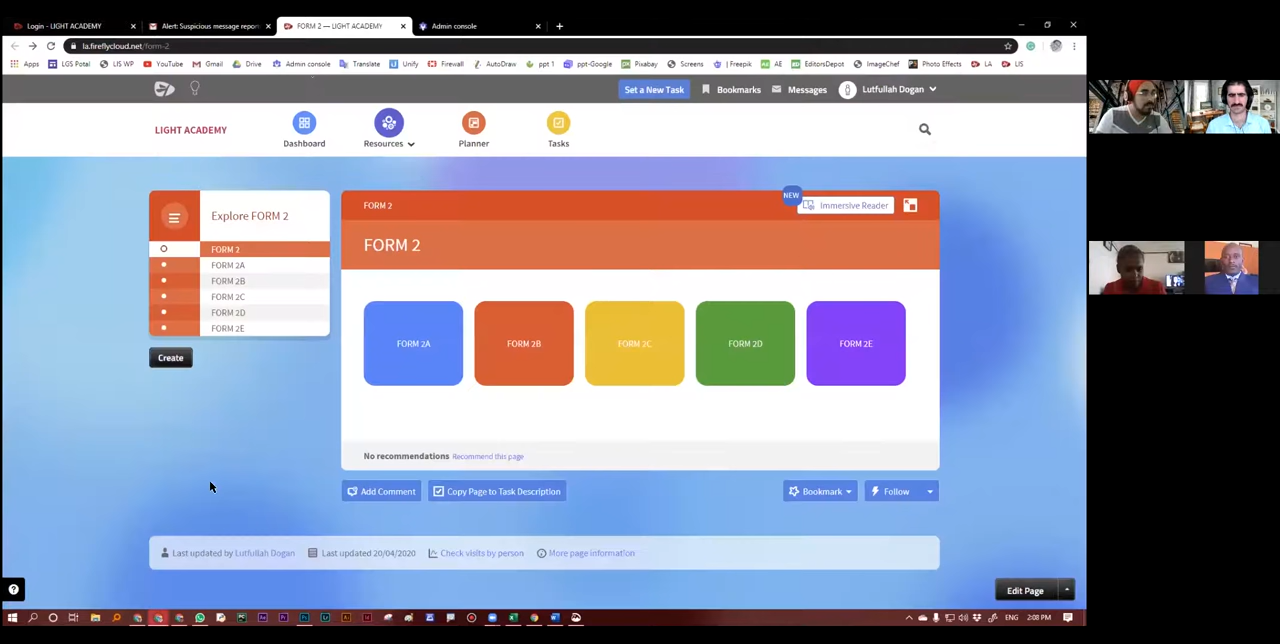 Login - LIGHT ACADEMY
Alert: Suspicious message repor
FORM 2 — LIGHT ACADEMY
Admin console
la.fireflycloud.net/form-2
Apps LGS Potal LIS WP YouTube Gmail Drive Admin console Translate Unify Firewall AutoDraw ppt 1 ppt-Google Pixabay Screens Freepik AE EditorsDepot ImageChef Photo Effects LA LIS
Set a New Task Bookmarks Messages Lutfullah Dogan
LIGHT ACADEMY
Dashboard Resources Planner Tasks
Explore FORM 2
FORM 2
FORM 2A
FORM 2B
FORM 2C
FORM 2D
FORM 2E
Create
FORM 2
NEW
Immersive Reader
FORM 2
FORM 2A FORM 2B FORM 2C FORM 2D FORM 2E
No recommendations Recommend this page
Add Comment Copy Page to Task Description Bookmark Follow
Last updated by Lutfullah Dogan Last updated 20/04/2020 Check visits by person More page information
Edit Page
ENG 2:08 PM